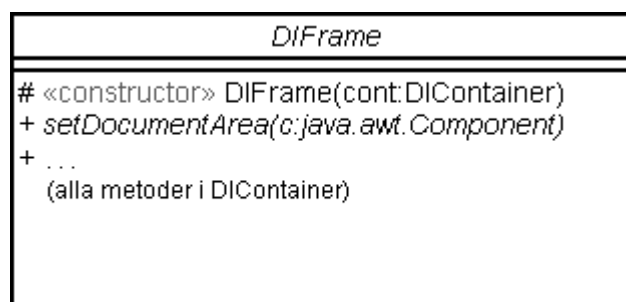 DIFrame
# «constructor» DIFrame(cont:DIContainer)
+ setDocumentArea(c:java.awt.Component)
+ ...
(alla metoder i DIContainer)